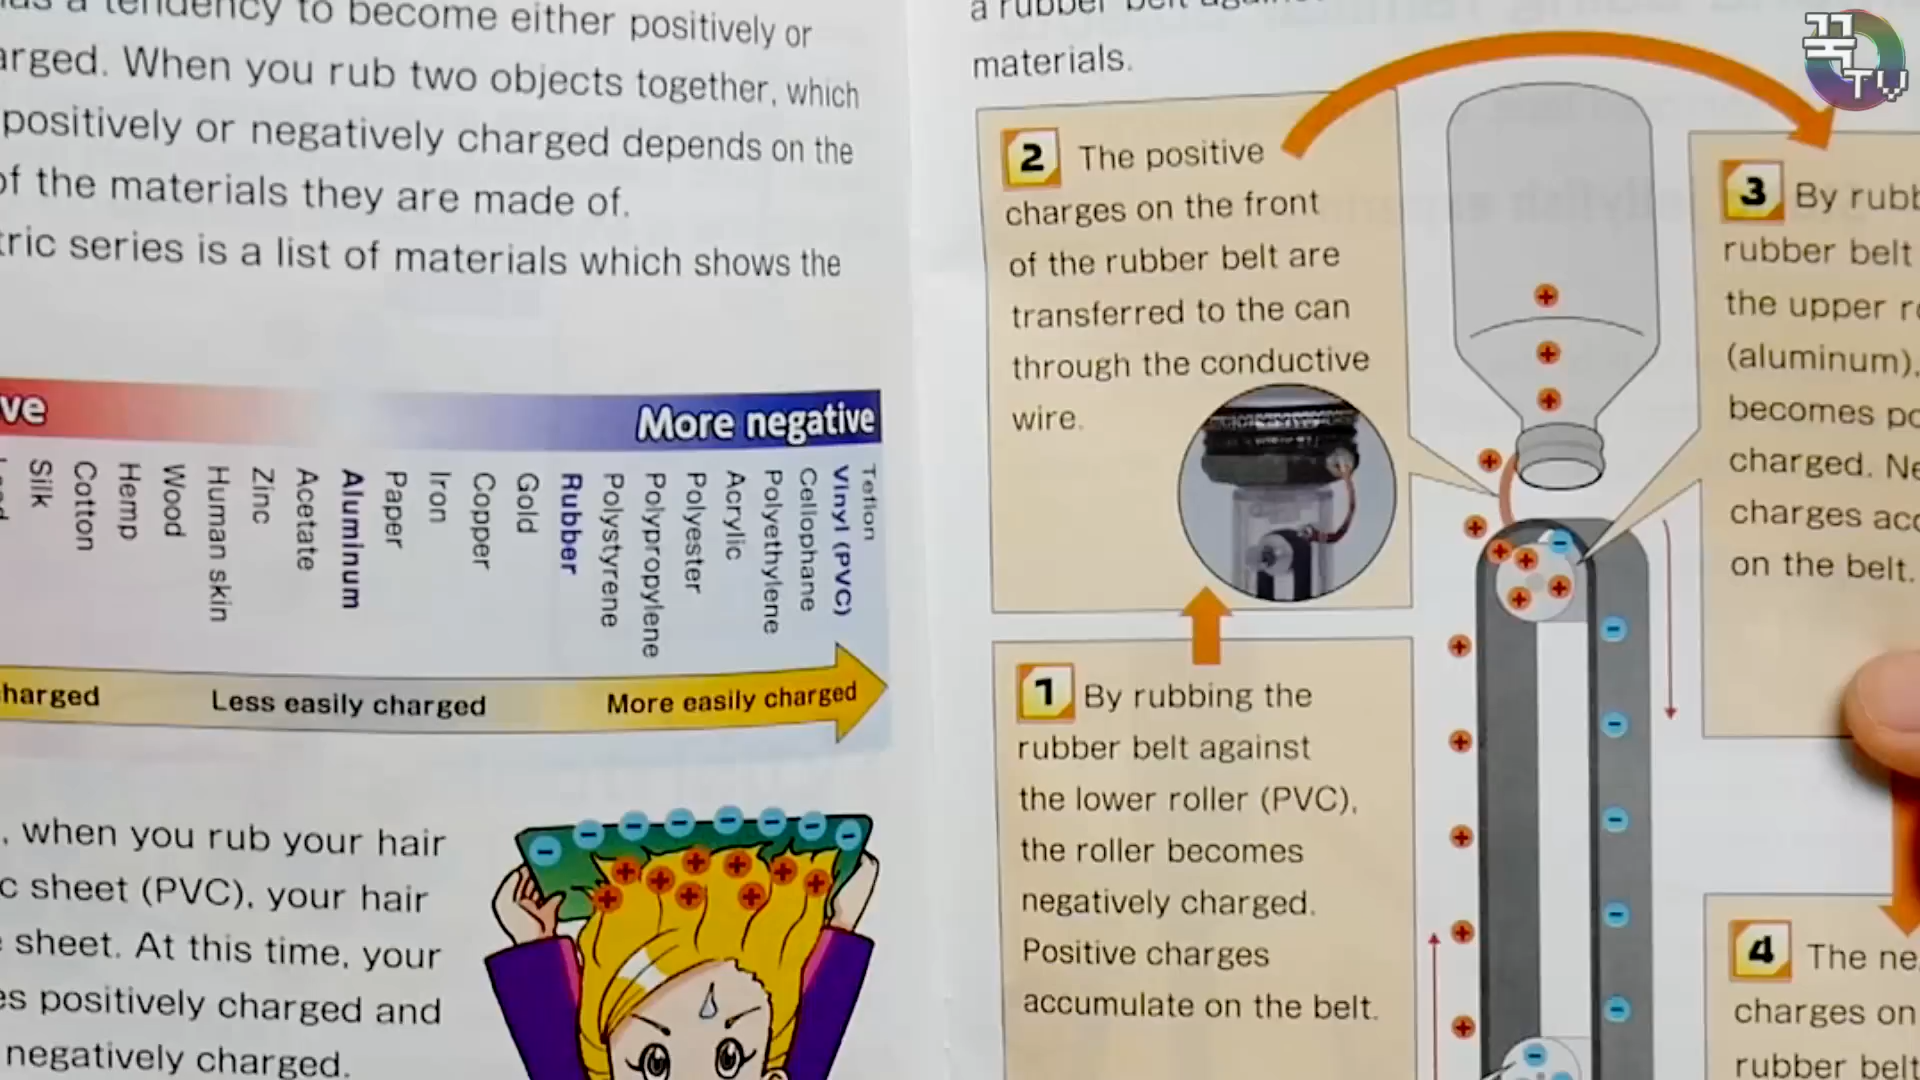 a tendency to become either positively or
arged. When you rub two objects together, which
positively or negatively charged depends on the
of the materials they are made of.
tric series is a list of materials which shows the
ve
More negative
Silk
Cotton
Hemp
Wood
Human skin
Zinc
Acetate
Aluminum
Paper
Iron
Copper
Gold
Rubber
Polystyrene
Polypropylene
Polyester
Acrylic
Polyethylene
Cellophane
Vinyl (PVC)
Teflon
harged
Less easily charged
More easily charged
, when you rub your hair
c sheet (PVC), your hair
sheet. At this time, your
es positively charged and
negatively charged.
a rubber belt
materials.
2 The positive
charges on the front
of the rubber belt are
transferred to the can
through the conductive
wire.
1 By rubbing the
rubber belt against
the lower roller (PVC),
the roller becomes
negatively charged.
Positive charges
accumulate on the belt.
3 By rubb
rubber belt
the upper ro
(aluminum),
becomes po
charged. Ne
charges acc
on the belt.
4 The ne
charges on
rubber belt
꾹TV